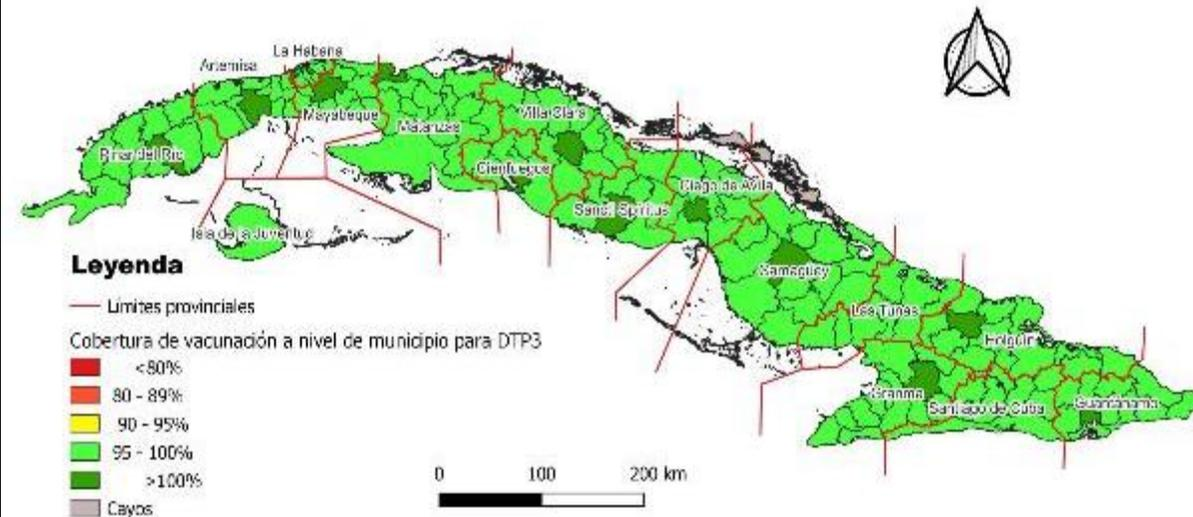 La Habana
Artemisa
Mayabeque
Matanzas
Villa Clara
Pinar del Río
Cienfuegos
Ciego de Ávila
Sancti Spíritus
Isla de la Juventud
Camagüey
Las Tunas
Holguín
Granma
Santiago de Cuba
Guantánamo
Leyenda
Límites provinciales
Cobertura de vacunación a nivel de municipio para DTP3
<80%
80 - 89%
90 - 95%
95 - 100%
>100%
Cayos
0 100 200 km